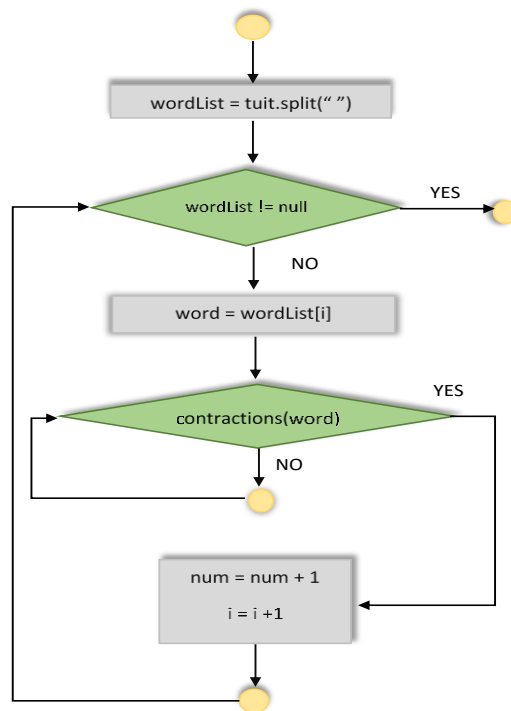 wordList = tuit.split(“ ”)
wordList != null
YES
NO
word = wordList[i]
YES
contractions(word)
NO
num = num + 1
i = i +1